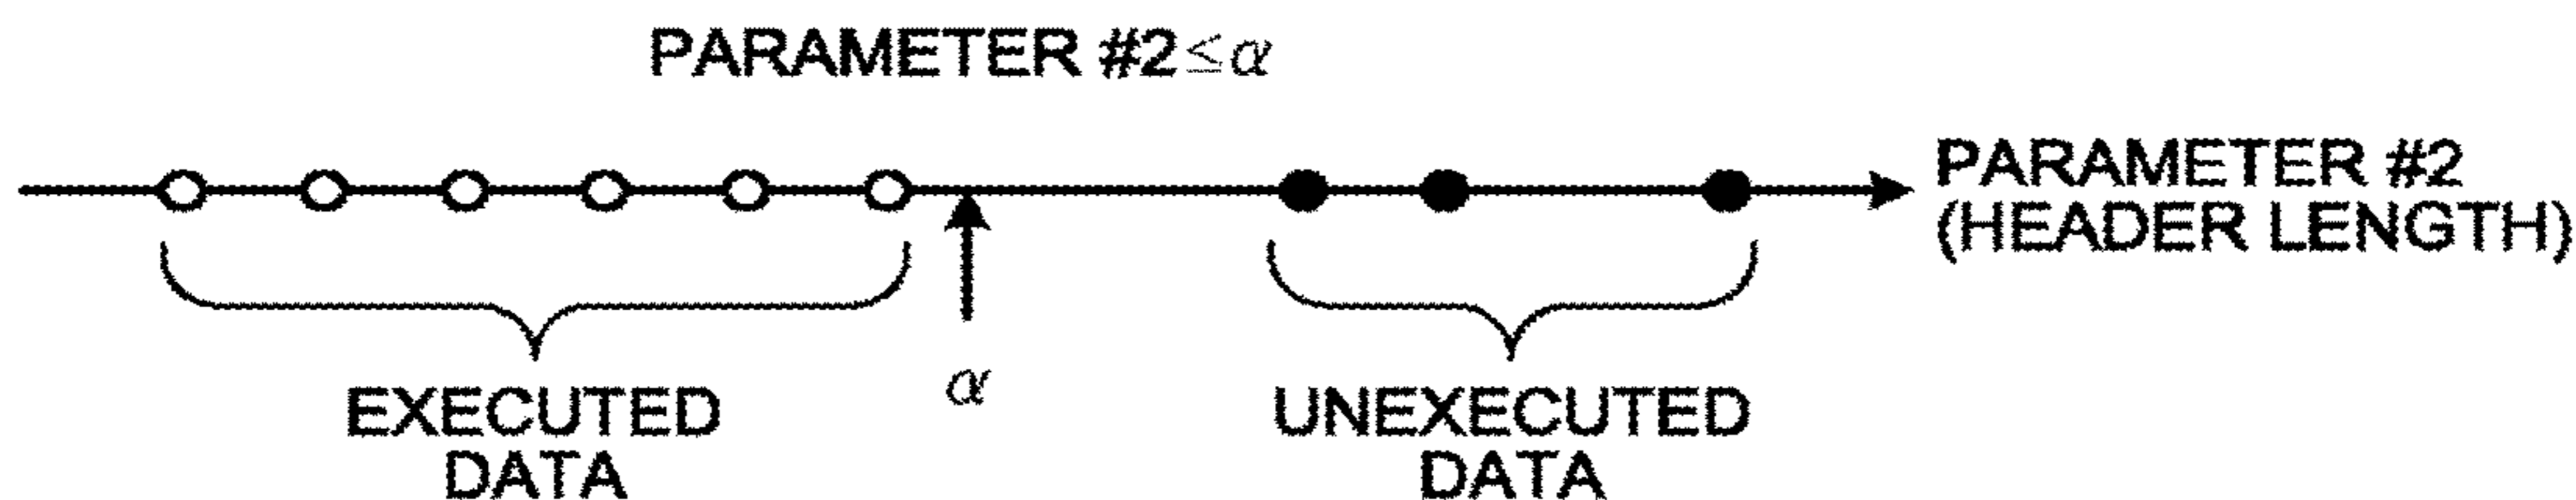 PARAMETER #2≤α
PARAMETER #2
(HEADER LENGTH)
α
EXECUTED
DATA
UNEXECUTED
DATA